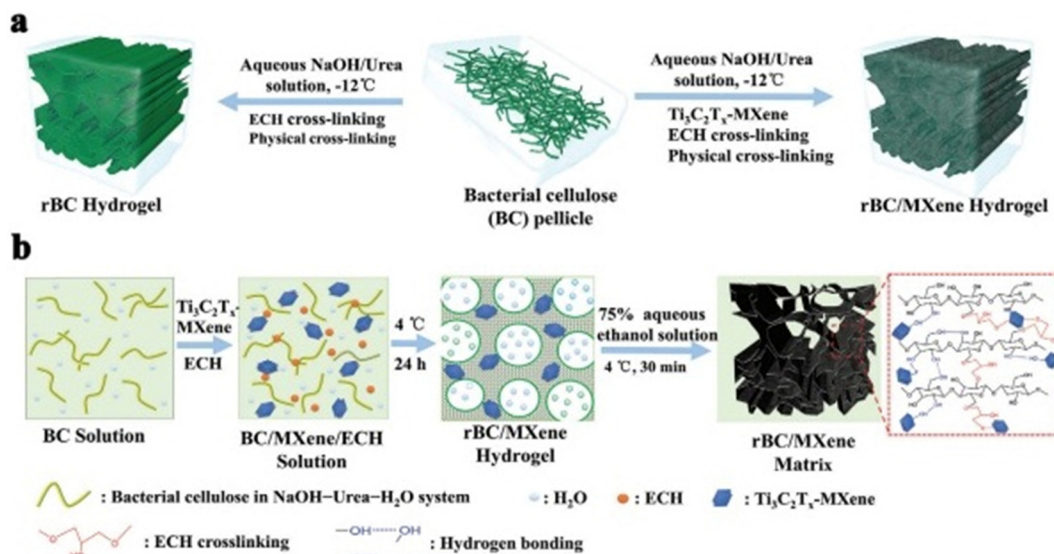 a
Aqueous NaOH/Urea
solution, -12℃
ECH cross-linking
Physical cross-linking
rBC Hydrogel
Bacterial cellulose
(BC) pellicle
Aqueous NaOH/Urea
solution, -12℃
Ti₃C₂Tₓ-MXene
ECH cross-linking
Physical cross-linking
rBC/MXene Hydrogel
b
BC Solution
Ti₃C₂Tₓ-
MXene
ECH
BC/MXene/ECH
Solution
4 ℃
24 h
rBC/MXene
Hydrogel
75% aqueous
ethanol solution
4 ℃, 30 min
rBC/MXene
Matrix
: Bacterial cellulose in NaOH−Urea−H₂O system
: H₂O
: ECH
: Ti₃C₂Tₓ-MXene
: ECH crosslinking
—OH
OH
: Hydrogen bonding